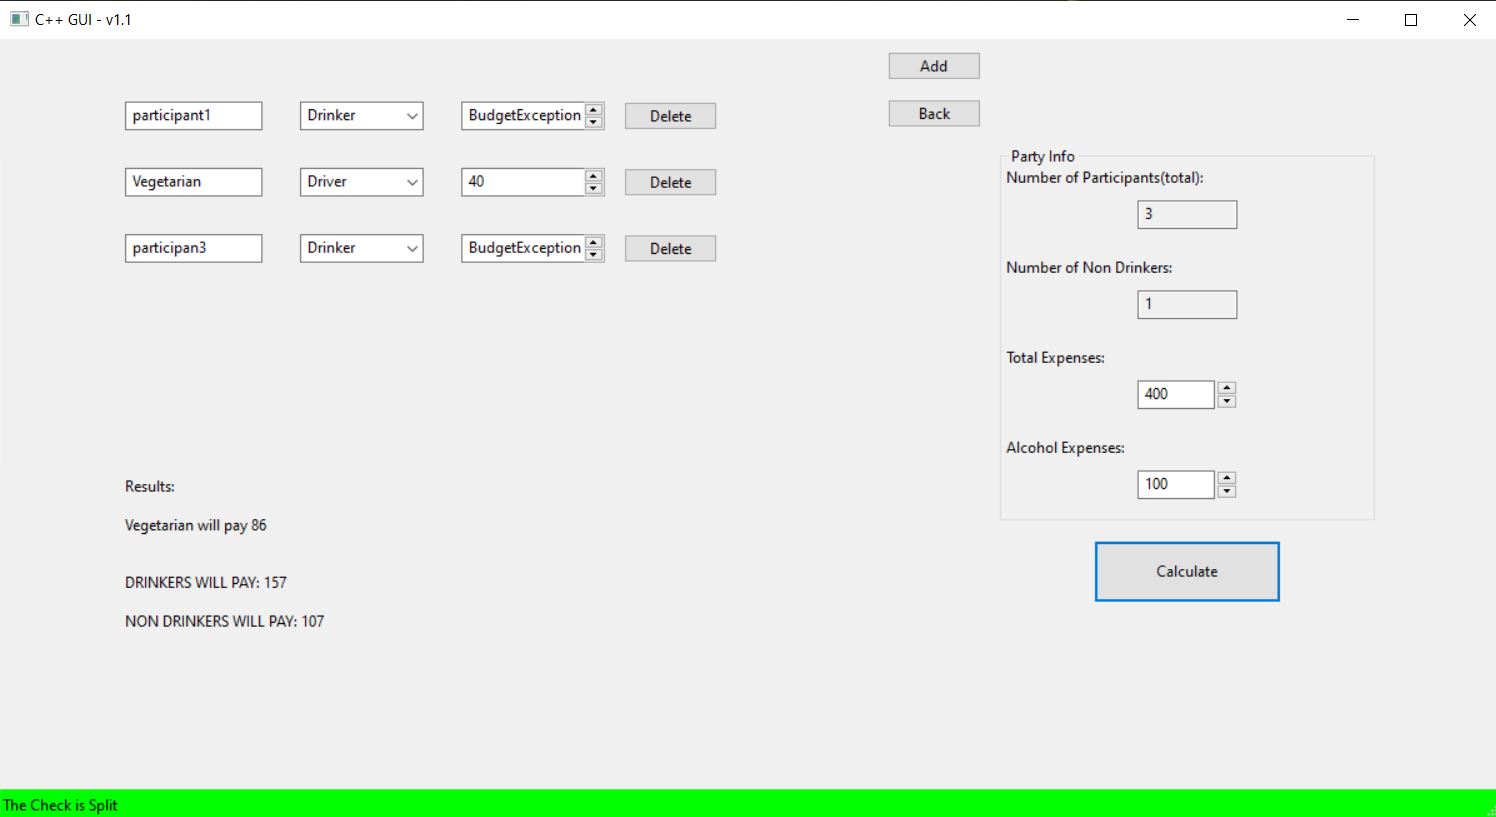 C++ GUI - v1.1
Add
participant1 Drinker BudgetException Delete
Back
Vegetarian Driver 40 Delete
participan3 Drinker BudgetException Delete
Party Info
Number of Participants(total):
3
Number of Non Drinkers:
1
Total Expenses:
400
Alcohol Expenses:
100
Calculate
Results:
Vegetarian will pay 86
DRINKERS WILL PAY: 157
NON DRINKERS WILL PAY: 107
The Check is Split